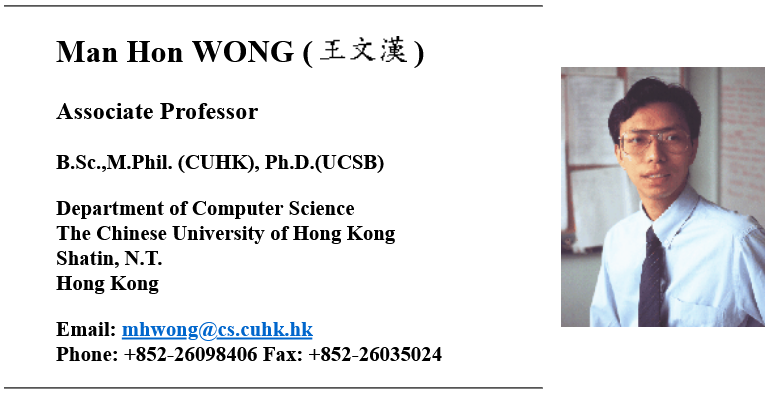 Man Hon WONG ( 王文漢 )
Associate Professor
B.Sc.,M.Phil. (CUHK), Ph.D.(UCSB)
Department of Computer Science
The Chinese University of Hong Kong
Shatin, N.T.
Hong Kong
Email: mhwong@cs.cuhk.hk
Phone: +852-26098406 Fax: +852-26035024